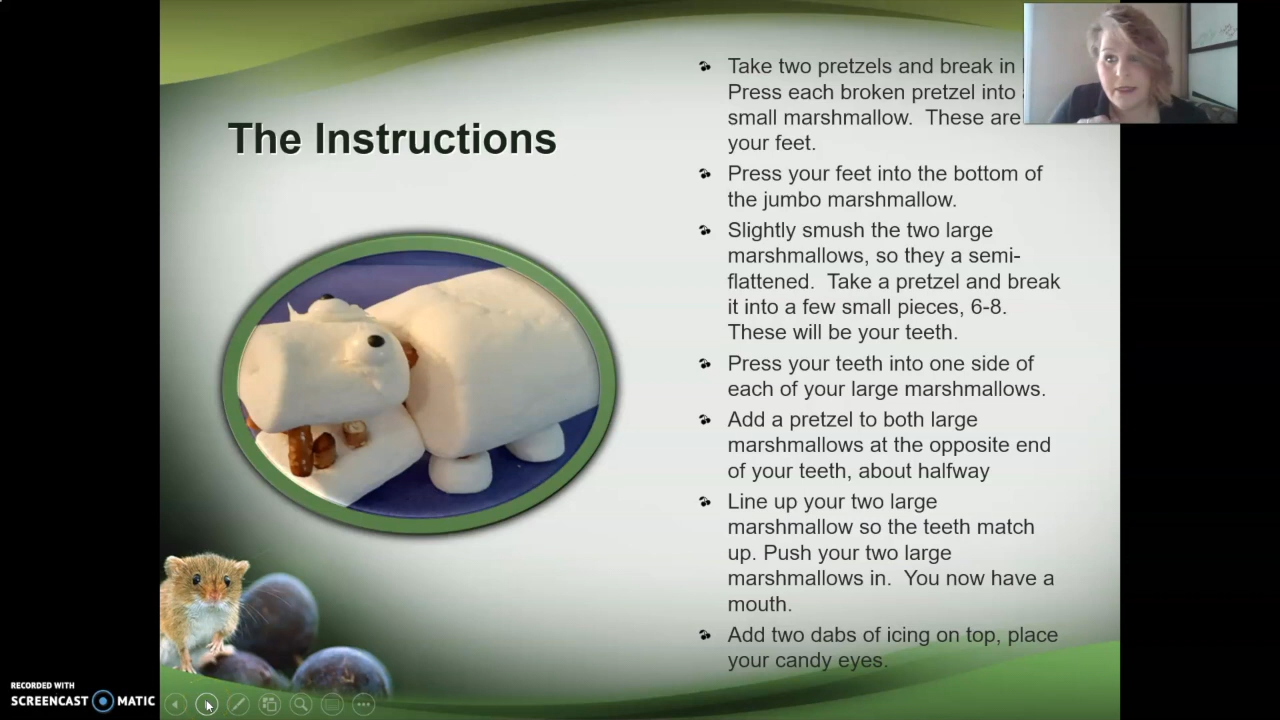 The Instructions
Take two pretzels and break in
Press each broken pretzel into
small marshmallow. These are
your feet.
Press your feet into the bottom of
the jumbo marshmallow.
Slightly smush the two large
marshmallows, so they a semi-
flattened. Take a pretzel and break
it into a few small pieces, 6-8.
These will be your teeth.
Press your teeth into one side of
each of your large marshmallows.
Add a pretzel to both large
marshmallows at the opposite end
of your teeth, about halfway
Line up your two large
marshmallow so the teeth match
up. Push your two large
marshmallows in. You now have a
mouth.
Add two dabs of icing on top, place
your candy eyes.
RECORDED WITH
SCREENCAST MATIC